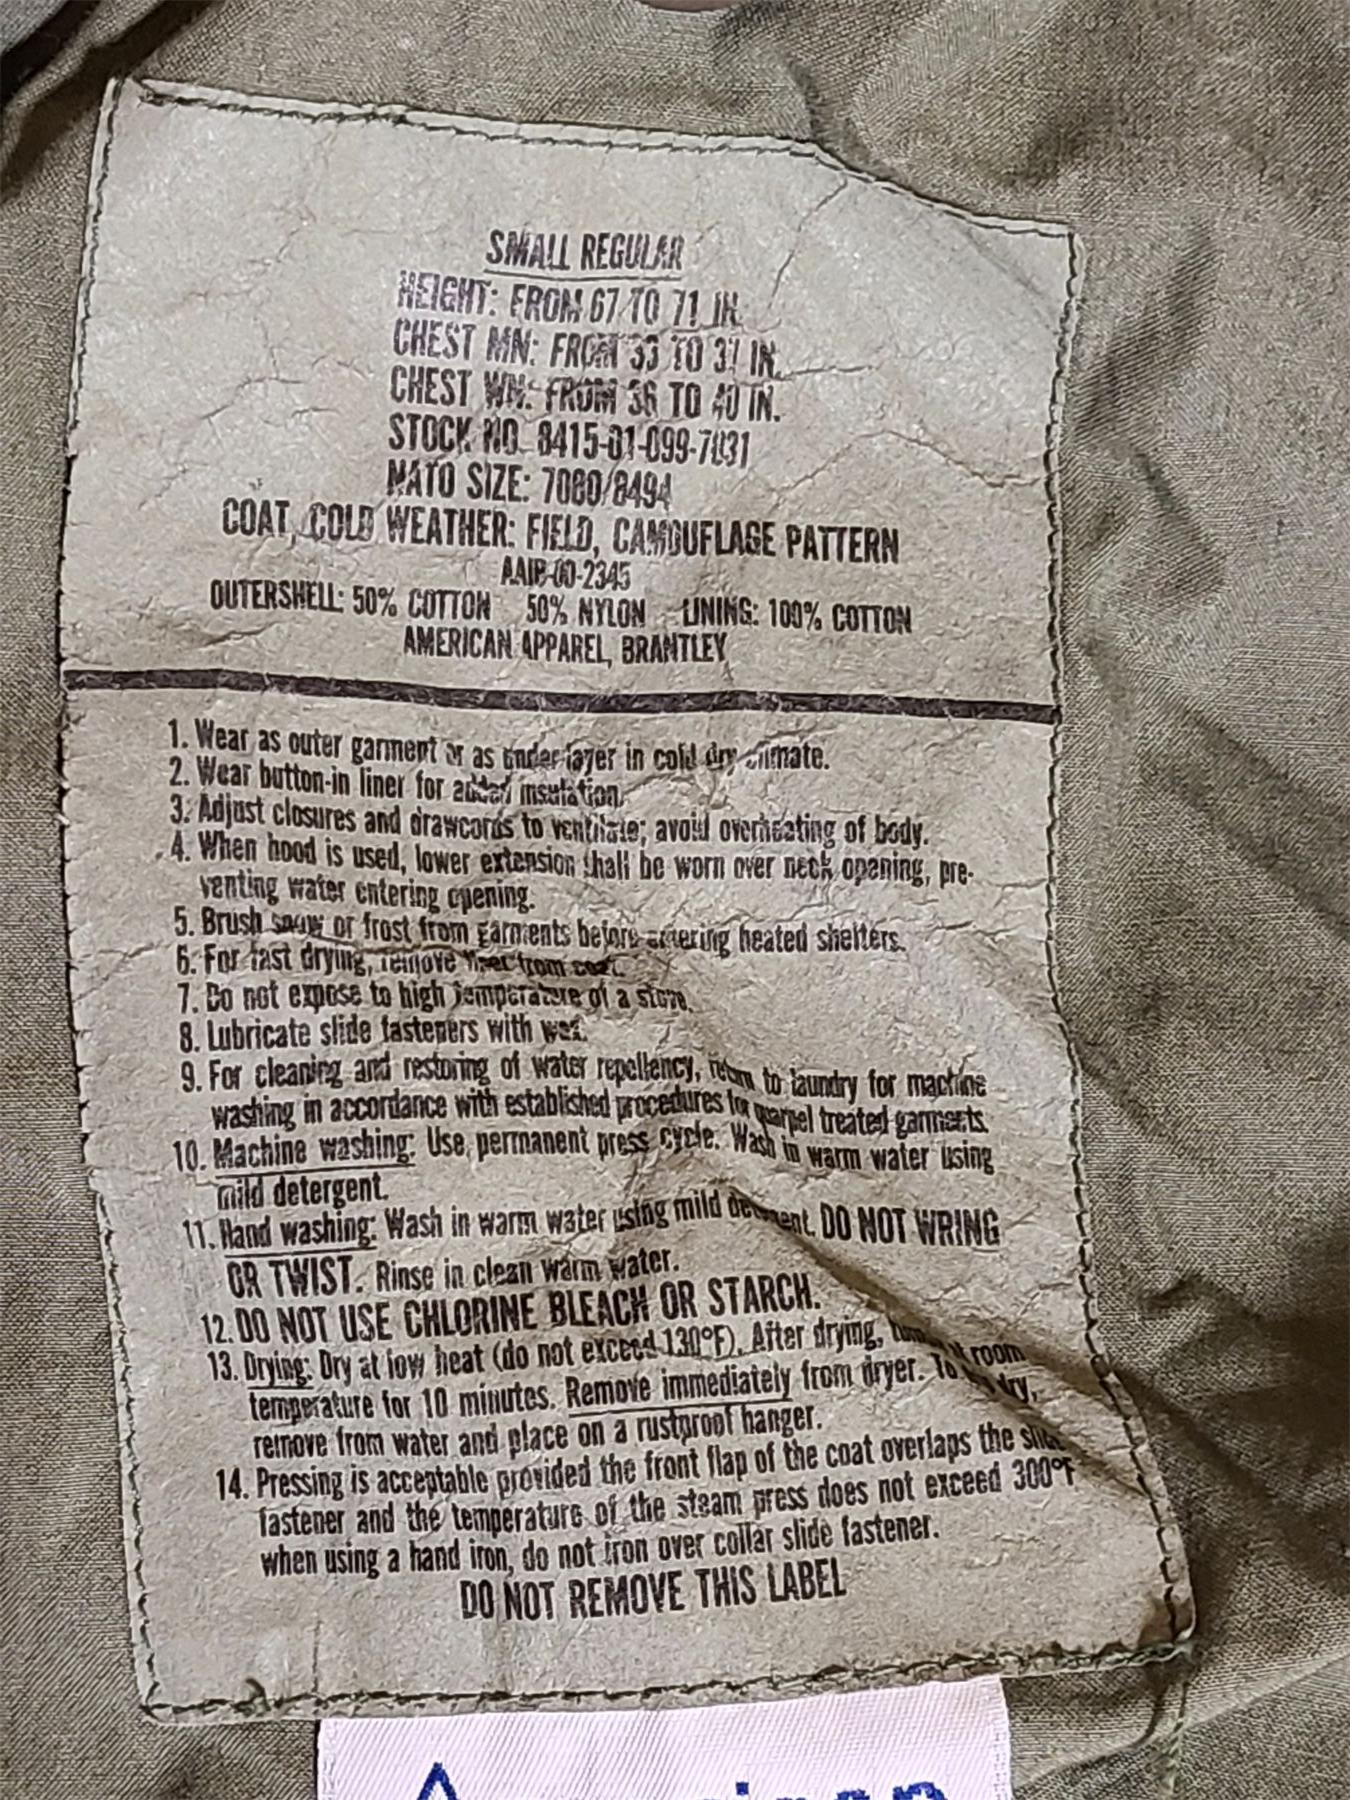 SMALL REGULAR
HEIGHT: FROM 67 TO 71 IN.
CHEST MN: FROM 33 TO 37 IN.
CHEST WN: FROM 36 TO 40 IN.
STOCK NO. 8415-01-099-7831
NATO SIZE: 7080/8494
COAT, COLD WEATHER: FIELD, CAMOUFLAGE PATTERN
AAIP-00-2345
OUTERSHELL: 50% COTTON 50% NYLON LINING: 100% COTTON
AMERICAN APPAREL, BRANTLEY
1. Wear as outer garment or as under layer in cold dry climate.
2. Wear button-in liner for added insulation.
3. Adjust closures and drawcords to ventilate; avoid overheating of body.
4. When hood is used, lower extension shall be worn over neck opening, pre-
venting water entering opening.
5. Brush snow or frost from garments before entering heated shelters.
6. For fast drying, remove liner from coat.
7. Do not expose to high temperature of a stove.
8. Lubricate slide fasteners with wax.
9. For cleaning and restoring of water repellency, return to laundry for machine
washing in accordance with established procedures for quarpel treated garments.
10. Machine washing: Use permanent press cycle. Wash in warm water using
mild detergent.
11. Hand washing: Wash in warm water using mild detergent. DO NOT WRING
OR TWIST. Rinse in clean warm water.
12. DO NOT USE CHLORINE BLEACH OR STARCH.
13. Drying: Dry at low heat (do not exceed 130°F). After drying, room
temperature for 10 minutes. Remove immediately from dryer. To dry,
remove from water and place on a rustproof hanger.
14. Pressing is acceptable provided the front flap of the coat overlaps the slide
fastener and the temperature of the steam press does not exceed 300°F
when using a hand iron, do not iron over collar slide fastener.
DO NOT REMOVE THIS LABEL